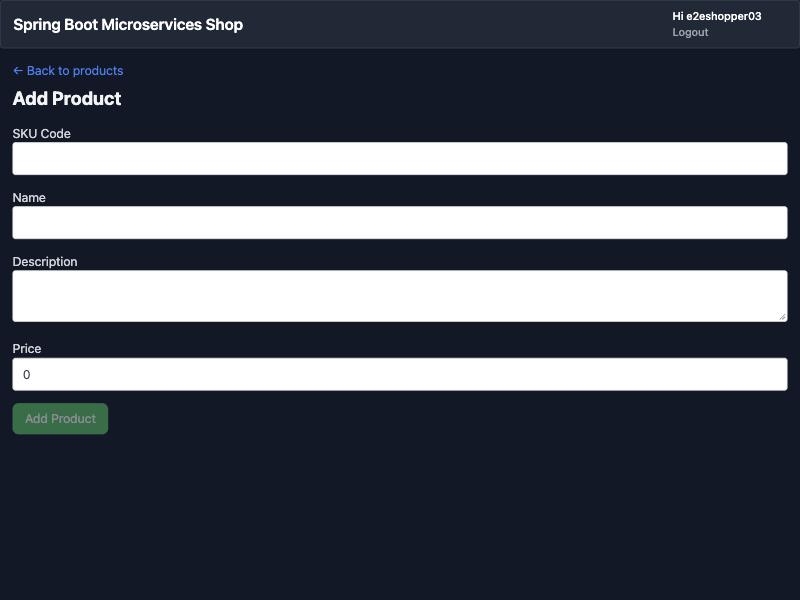 Spring Boot Microservices Shop
Hi e2eshopper03
Logout
← Back to products
Add Product
SKU Code
Name
Description
Price
0
Add Product